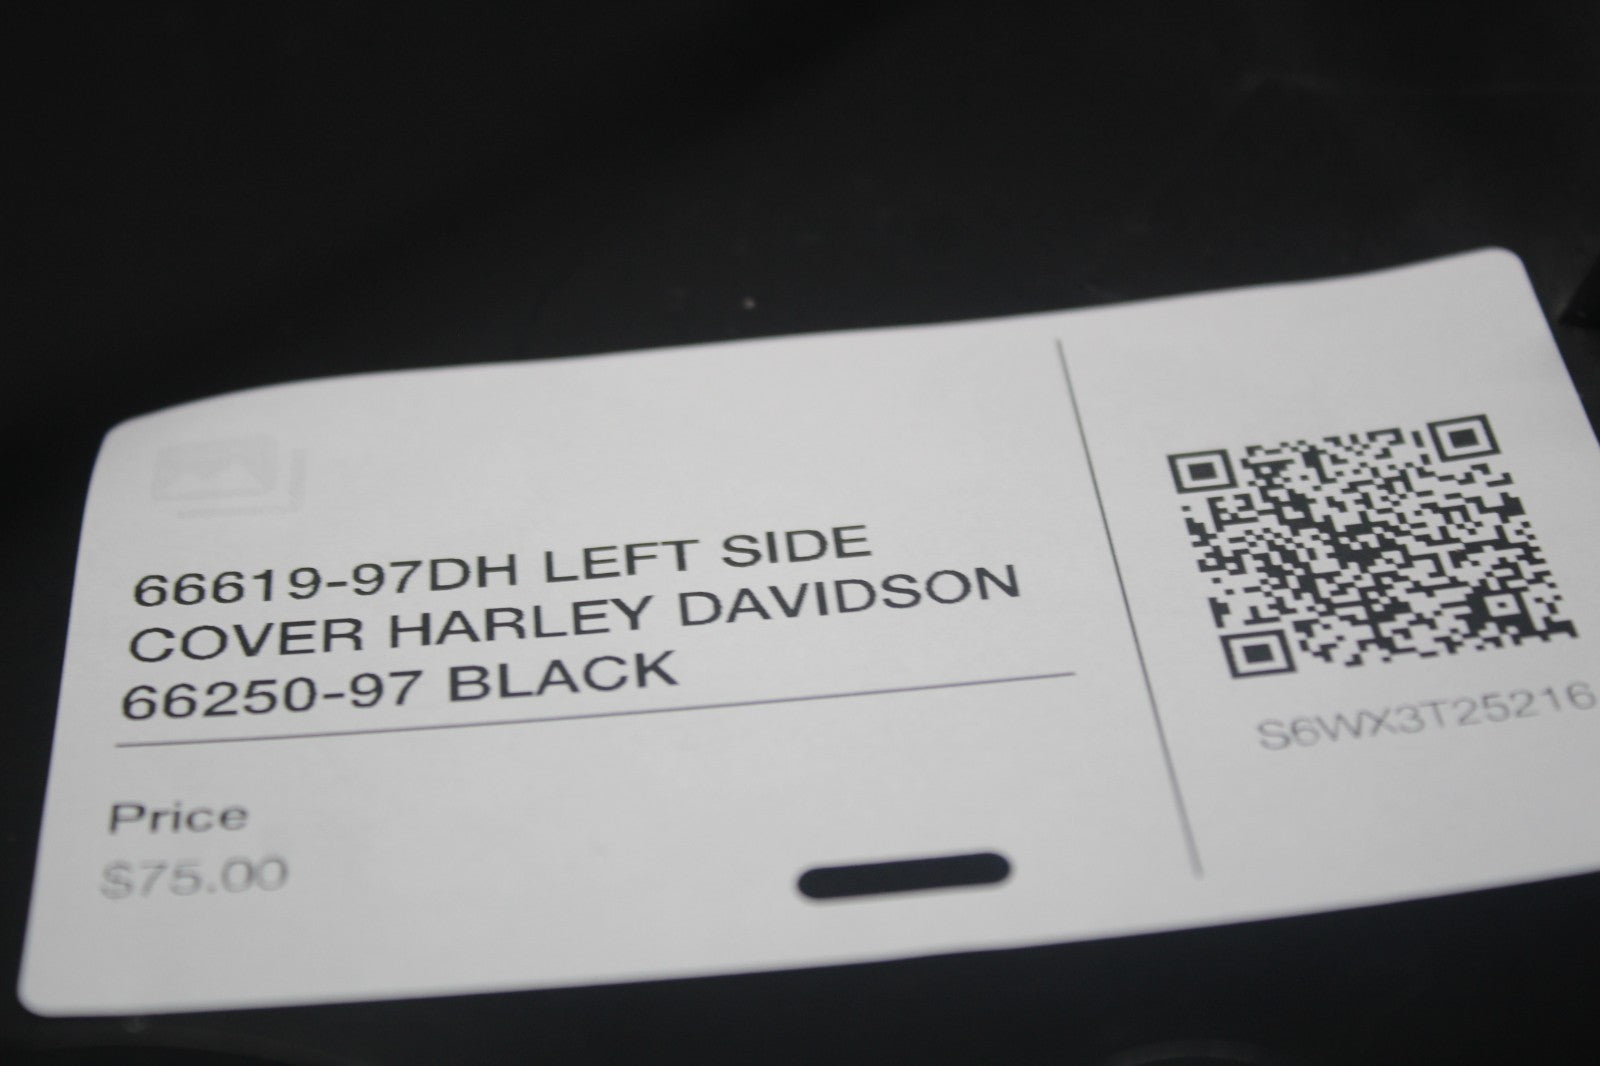 66619-97DH LEFT SIDE
COVER HARLEY DAVIDSON
66250-97 BLACK
Price
$75.00
S6WX3T25216